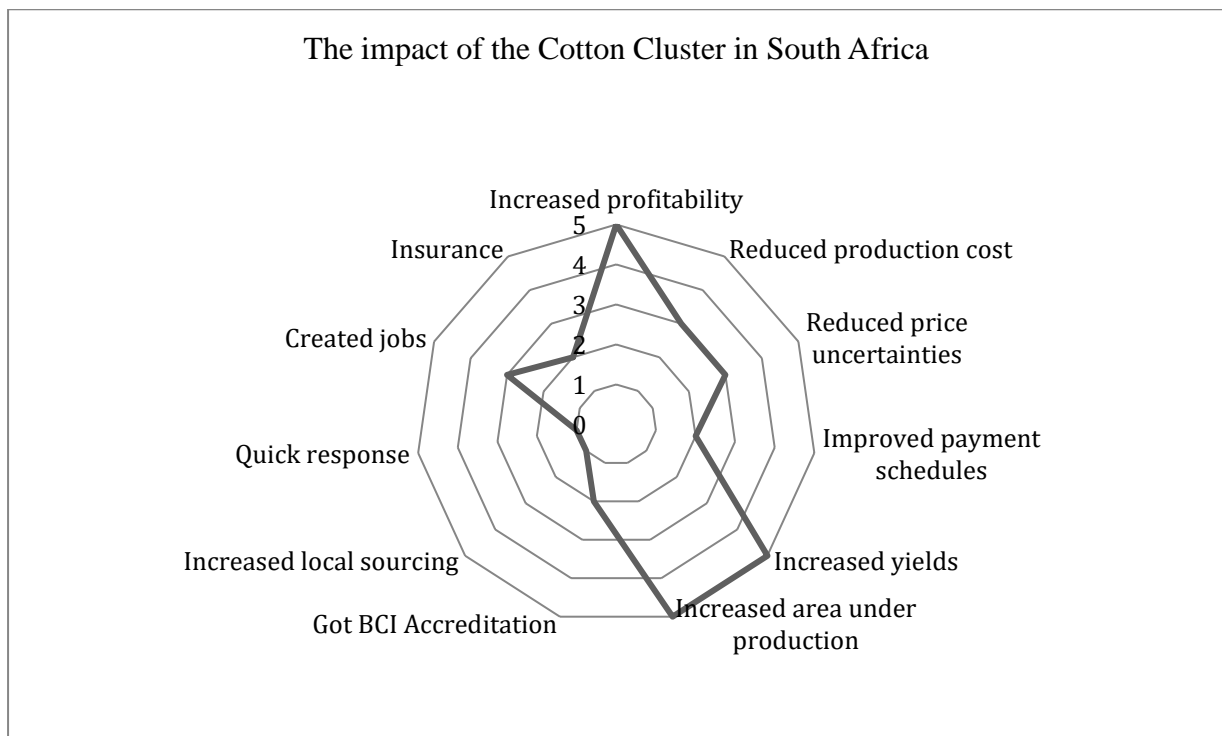 The impact of the Cotton Cluster in South Africa
Increased profitability
5
4
3
2
1
0
Reduced production cost
Reduced price
uncertainties
Improved payment
schedules
Increased yields
Increased area under
production
Got BCI Accreditation
Increased local sourcing
Quick response
Created jobs
Insurance